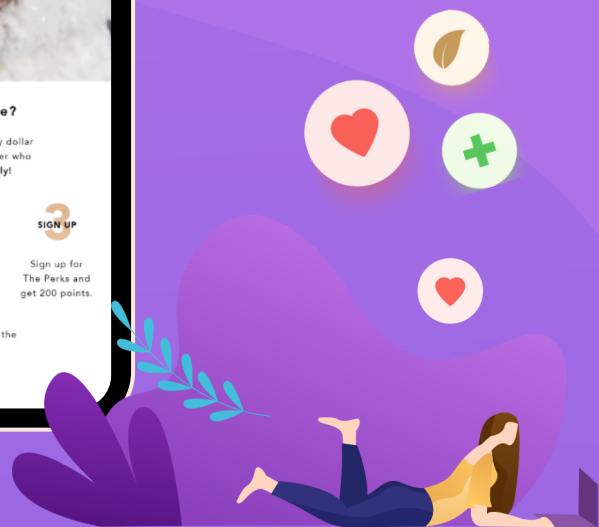 e?
y dollar
er who
ly!
3
SIGN UP
Sign up for
The Perks and
get 200 points.
the